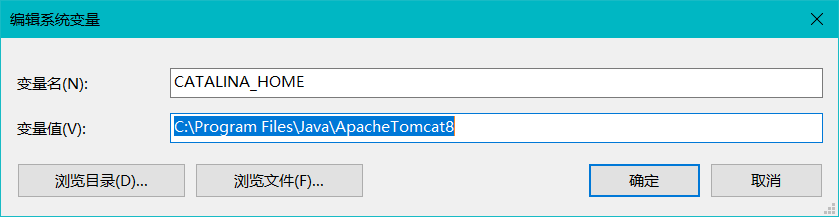 编辑系统变量
变量名(N): CATALINA_HOME
变量值(V): C:\Program Files\Java\ApacheTomcat8
浏览目录(D)... 浏览文件(F)... 确定 取消